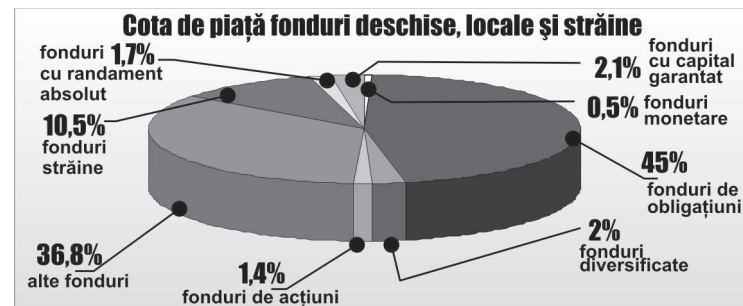 Cota de piață fonduri deschise, locale şi străine
fonduri 1,7%
cu randament
absolut
10,5%
fonduri
străine
36,8%
alte fonduri
1,4%
fonduri de acțiuni
2%
fonduri
diversificate
45%
fonduri de
obligațiuni
0,5% fonduri
monetare
fonduri
2,1% cu capital
garantat